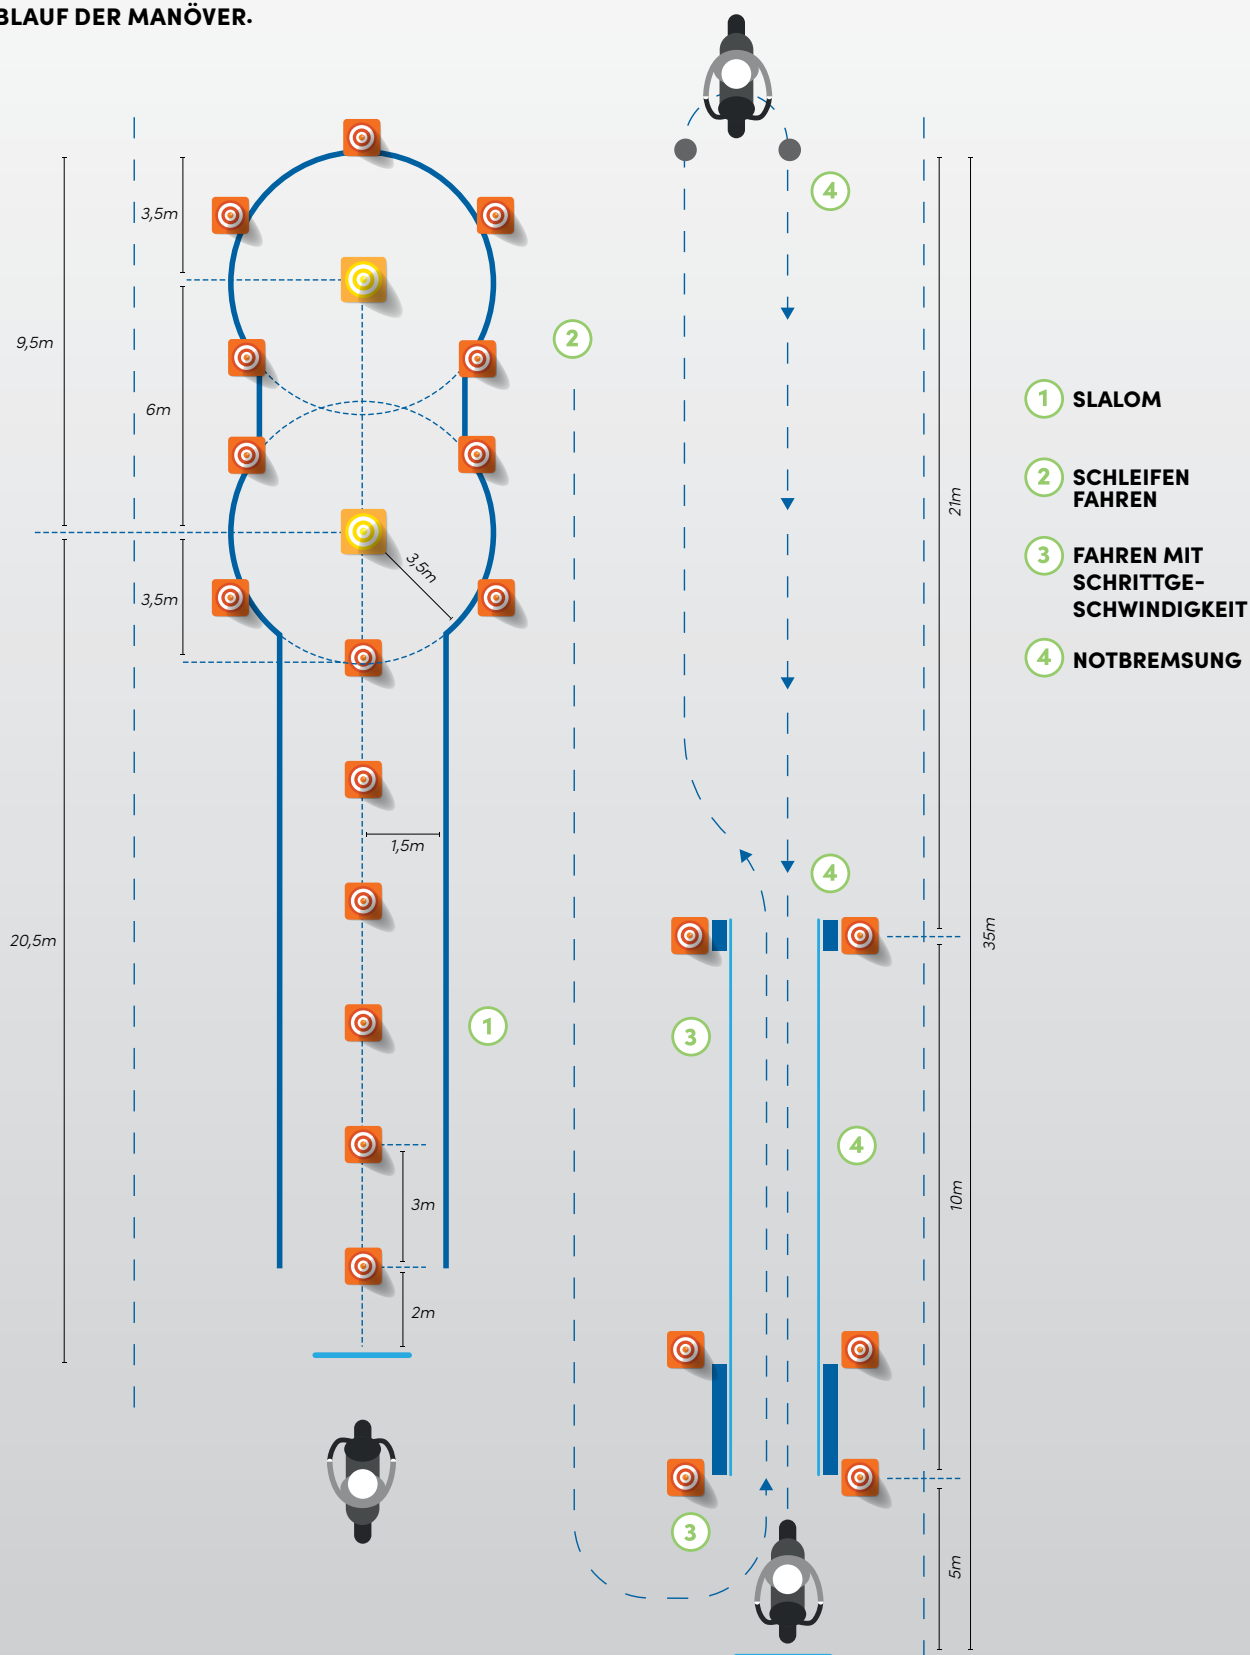 BLAUF DER MANÖVER.
3,5m
4
9,5m
2
6m
1 SLALOM
2 SCHLEIFEN
FAHREN
21m
3 FAHREN MIT
SCHRITTGE-
SCHWINDIGKEIT
4 NOTBREMSUNG
3,5m
3,5m
1,5m
4
20,5m
35m
1
3
4
3m
10m
2m
3
5m